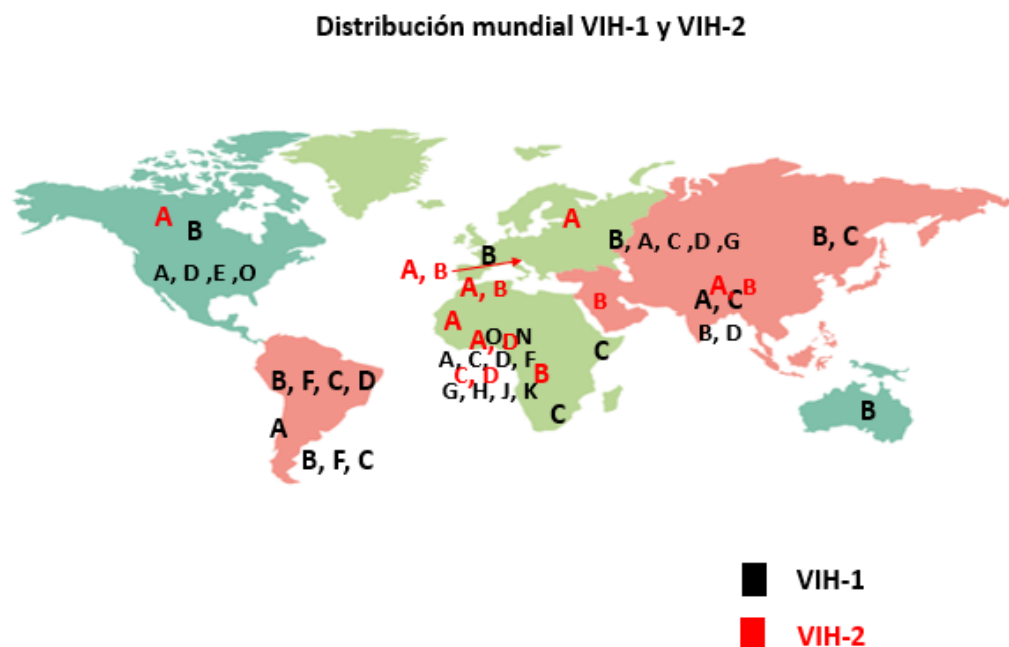 Distribución mundial VIH-1 y VIH-2
A
B
A, D ,E ,O
A
B, A, C ,D ,G
B, C
B
A, B
A, B
B
A, B
A, C
B, D
A
O N
A, D
C
A, C, D, F
C, D
B
G, H, J, K
C
B, F, C, D
A
B, F, C
B
VIH-1
VIH-2